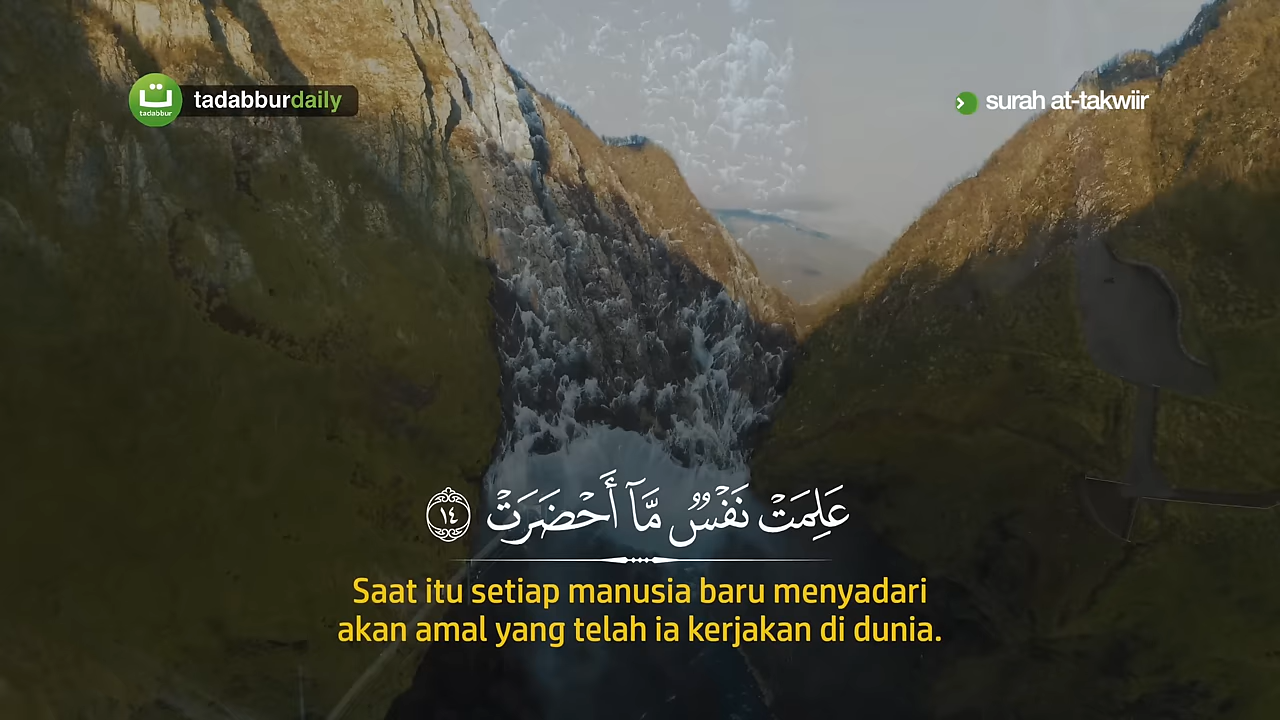 ت tadabbur
tadabburdaily
surah at-takwiir
عَلِمَتْ نَفْسٌ مَّآ أَحْضَرَتْ ١٤
Saat itu setiap manusia baru menyadari
akan amal yang telah ia kerjakan di dunia.